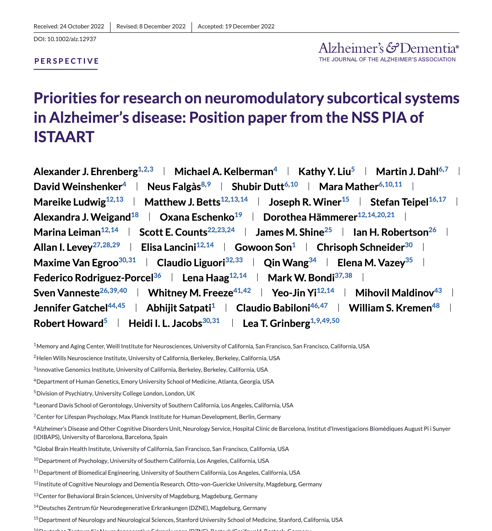 Received: 24 October 2022 | Revised: 8 December 2022 | Accepted: 19 December 2022
DOI: 10.1002/alz.12937
Alzheimer's & Dementia®
THE JOURNAL OF THE ALZHEIMER'S ASSOCIATION
PERSPECTIVE
Priorities for research on neuromodulatory subcortical systems
in Alzheimer's disease: Position paper from the NSS PIA of
ISTAART
Alexander J. Ehrenberg1,2,3 | Michael A. Kelberman4 | Kathy Y. Liu5 | Martin J. Dahl6,7 |
David Weinshenker4 | Neus Falgàs8,9 | Shubir Dutt6,10 | Mara Mather6,10,11 |
Mareike Ludwig12,13 | Matthew J. Betts12,13,14 | Joseph R. Winer15 | Stefan Teipel16,17 |
Alexandra J. Weigand18 | Oxana Eschenko19 | Dorothea Hämmerer12,14,20,21 |
Marina Leiman12,14 | Scott E. Counts22,23,24 | James M. Shine25 | Ian H. Robertson26 |
Allan I. Levey27,28,29 | Elisa Lancini12,14 | Gowoon Son1 | Chrisoph Schneider30 |
Maxime Van Egroo30,31 | Claudio Liguori32,33 | Qin Wang34 | Elena M. Vazey35 |
Federico Rodriguez-Porcel36 | Lena Haag12,14 | Mark W. Bondi37,38 |
Sven Vanneste26,39,40 | Whitney M. Freeze41,42 | Yeo-Jin Yi12,14 | Mihovil Maldinov43 |
Jennifer Gatchel44,45 | Abhijit Satpati1 | Claudio Babiloni46,47 | William S. Kremen48 |
Robert Howard5 | Heidi I. L. Jacobs30,31 | Lea T. Grinberg1,9,49,50
1Memory and Aging Center, Weill Institute for Neurosciences, University of California, San Francisco, San Francisco, California, USA
2Helen Wills Neuroscience Institute, University of California, Berkeley, Berkeley, California, USA
3Innovative Genomics Institute, University of California, Berkeley, Berkeley, California, USA
4Department of Human Genetics, Emory University School of Medicine, Atlanta, Georgia, USA
5Division of Psychiatry, University College London, London, UK
6Leonard Davis School of Gerontology, University of Southern California, Los Angeles, California, USA
7Center for Lifespan Psychology, Max Planck Institute for Human Development, Berlin, Germany
8Alzheimer's Disease and Other Cognitive Disorders Unit, Neurology Service, Hospital Clínic de Barcelona, Institut d'Investigacions Biomèdiques August Pi i Sunyer
(IDIBAPS), University of Barcelona, Barcelona, Spain
9Global Brain Health Institute, University of California, San Francisco, San Francisco, California, USA
10Department of Psychology, University of Southern California, Los Angeles, California, USA
11Department of Biomedical Engineering, University of Southern California, Los Angeles, California, USA
12Institute of Cognitive Neurology and Dementia Research, Otto-von-Guericke University, Magdeburg, Germany
13Center for Behavioral Brain Sciences, University of Magdeburg, Magdeburg, Germany
14Deutsches Zentrum für Neurodegenerative Erkrankungen (DZNE), Magdeburg, Germany
15Department of Neurology and Neurological Sciences, Stanford University School of Medicine, Stanford, California, USA